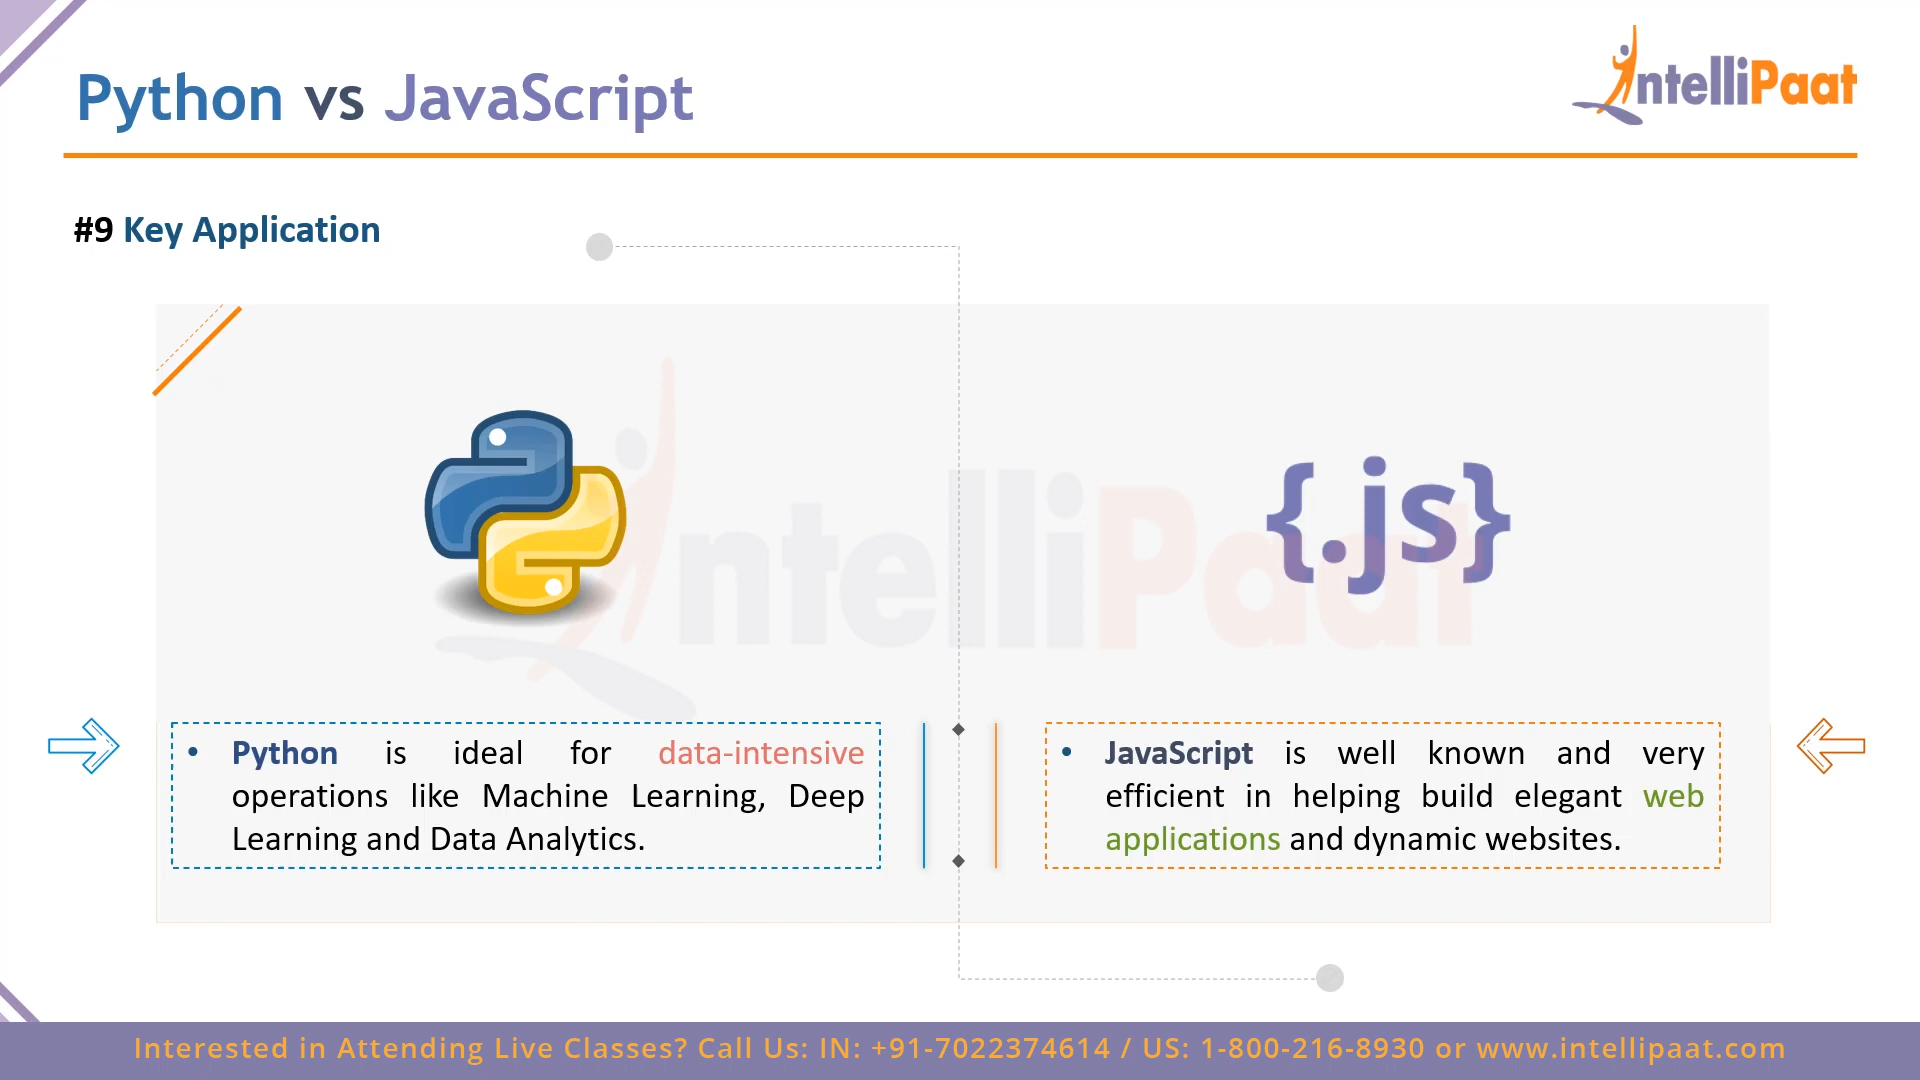 Python vs JavaScript
IntelliPaat
#9 Key Application
IntelliPaat
{.js}
• Python is ideal for data-intensive
operations like Machine Learning, Deep
Learning and Data Analytics.
• JavaScript is well known and very
efficient in helping build elegant web
applications and dynamic websites.
Interested in Attending Live Classes? Call Us: IN: +91-7022374614 / US: 1-800-216-8930 or www.intellipaat.com